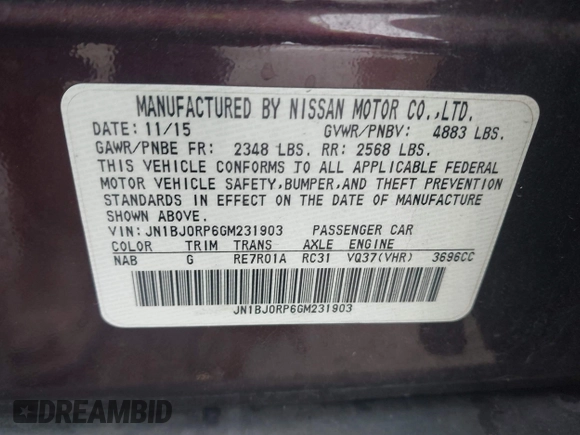 MANUFACTURED BY NISSAN MOTOR CO.,LTD.
DATE: 11/15 GVWR/PNBV: 4883 LBS.
GAWR/PNBE FR: 2348 LBS. RR: 2568 LBS.
THIS VEHICLE CONFORMS TO ALL APPLICABLE FEDERAL
MOTOR VEHICLE SAFETY,BUMPER,AND THEFT PREVENTION
STANDARDS IN EFFECT ON THE DATE OF MANUFACTURE
SHOWN ABOVE.
VIN: JN1BJ0RP6GM231903 PASSENGER CAR
COLOR TRIM TRANS AXLE ENGINE
NAB G RE7R01A RC31 VQ37(VHR) 3696CC
JN1BJ0RP6GM231903
DREAMBID